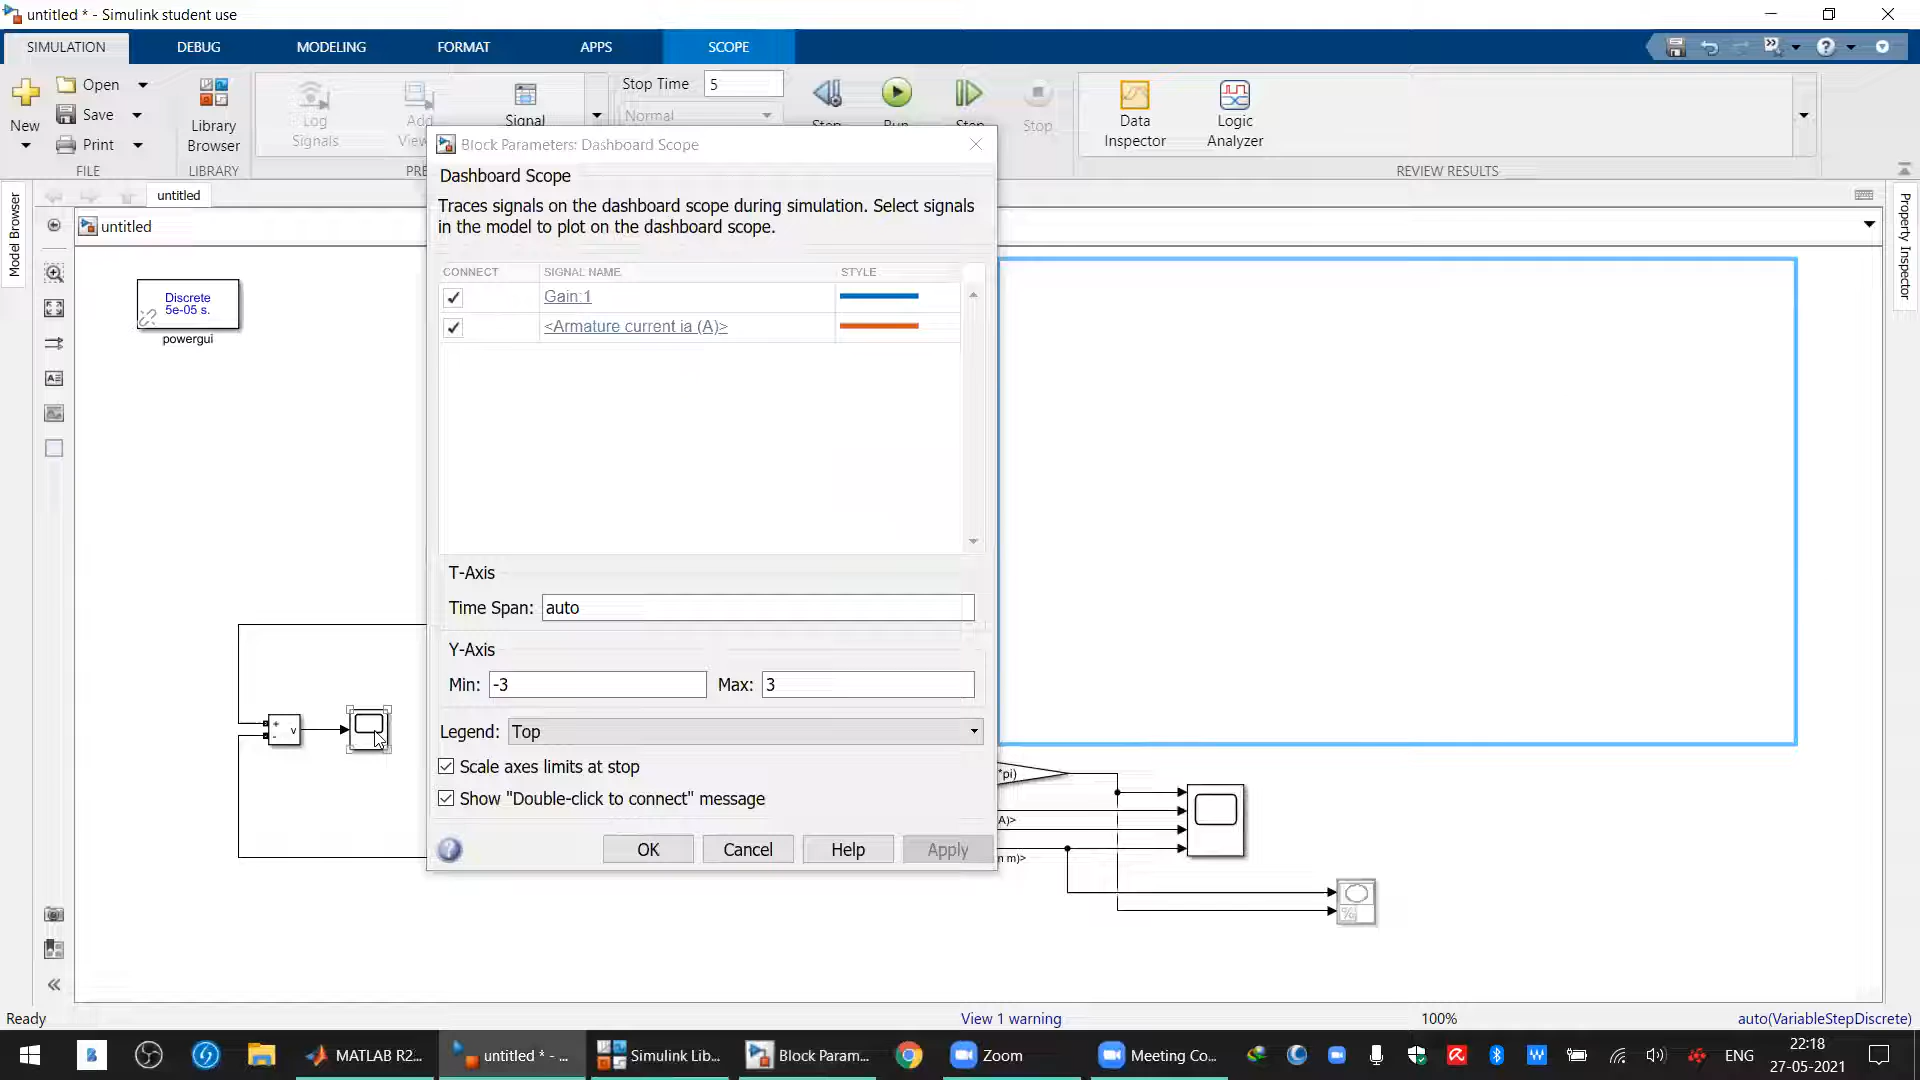 untitled * - Simulink student use
SIMULATION
DEBUG
MODELING
FORMAT
APPS
SCOPE
New
Open
Save
Print
FILE
Library
Browser
LIBRARY
Log
Signals
Add
Signal
Stop Time
5
Normal
Run
Stop
Data
Inspector
Logic
Analyzer
REVIEW RESULTS
Model Browser
untitled
untitled
Property Inspector
Discrete
5e-05 s.
powergui
Block Parameters: Dashboard Scope
Dashboard Scope
Traces signals on the dashboard scope during simulation. Select signals
in the model to plot on the dashboard scope.
CONNECT
SIGNAL NAME
STYLE
Gain:1
<Armature current ia (A)>
T-Axis
Time Span:
auto
Y-Axis
Min:
-3
Max:
3
Legend:
Top
Scale axes limits at stop
Show "Double-click to connect" message
OK
Cancel
Help
Apply
+
-
v
*pi)
A)>
n m)>
Ready
View 1 warning
100%
auto(VariableStepDiscrete)
MATLAB R2...
untitled * - ...
Simulink Lib...
Block Param...
Zoom
Meeting Co...
ENG
22:18
27-05-2021